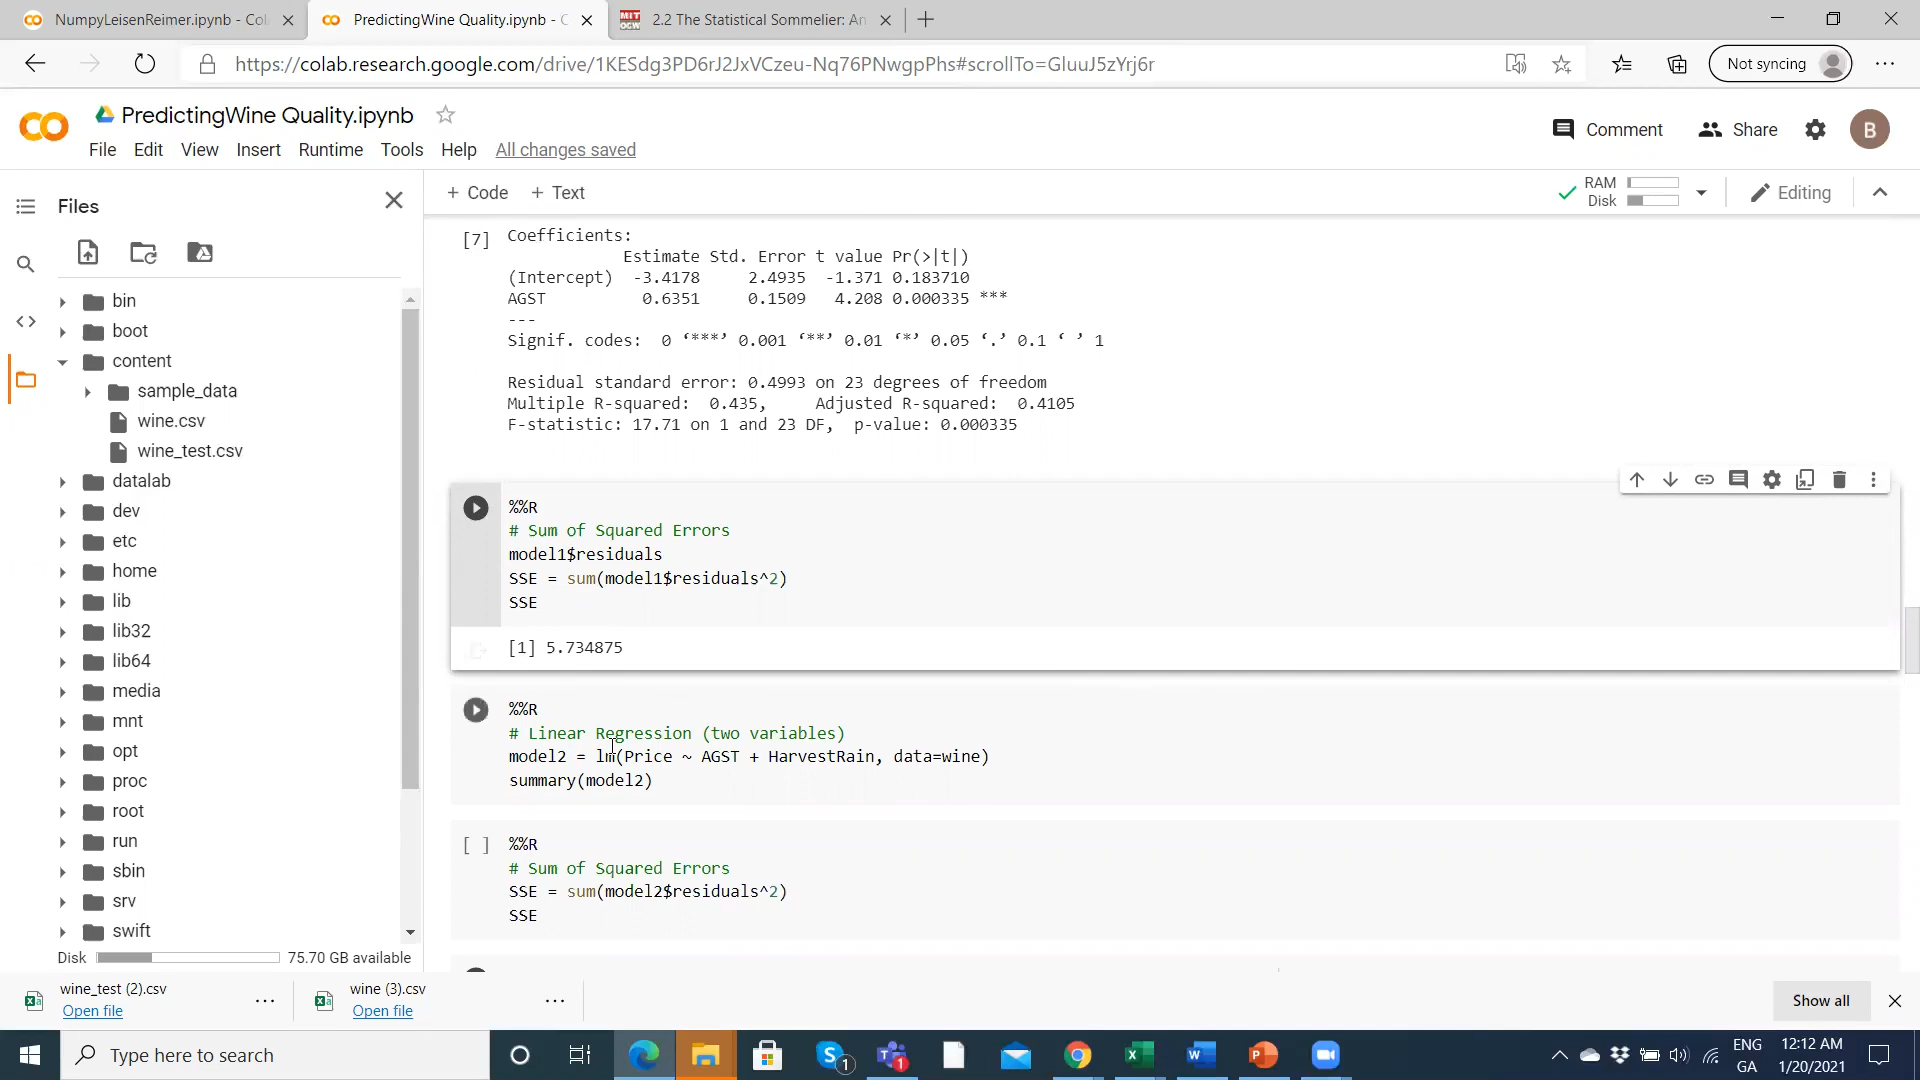 NumpyLeisenReimer.ipynb - Col
PredictingWine Quality.ipynb - C
MIT
OCW
2.2 The Statistical Sommelier: An
https://colab.research.google.com/drive/1KESdg3PD6rJ2JxVCzeu-Nq76PNwgpPhs#scrollTo=GluuJ5zYrj6r
Not syncing
PredictingWine Quality.ipynb
Comment
Share
B
File Edit View Insert Runtime Tools Help All changes saved
Files
+ Code + Text
RAM
Disk
Editing
bin
boot
content
sample_data
wine.csv
wine_test.csv
datalab
dev
etc
home
lib
lib32
lib64
media
mnt
opt
proc
root
run
sbin
srv
swift
Disk 75.70 GB available
[7] Coefficients:
Estimate Std. Error t value Pr(>|t|)
(Intercept) -3.4178 2.4935 -1.371 0.183710
AGST 0.6351 0.1509 4.208 0.000335 ***
---
Signif. codes: 0 ‘***’ 0.001 ‘**’ 0.01 ‘*’ 0.05 ‘.’ 0.1 ‘ ’ 1
Residual standard error: 0.4993 on 23 degrees of freedom
Multiple R-squared: 0.435, Adjusted R-squared: 0.4105
F-statistic: 17.71 on 1 and 23 DF, p-value: 0.000335
%%R
# Sum of Squared Errors
model1$residuals
SSE = sum(model1$residuals^2)
SSE
[1] 5.734875
%%R
# Linear Regression (two variables)
model2 = lm(Price ~ AGST + HarvestRain, data=wine)
summary(model2)
[ ] %%R
# Sum of Squared Errors
SSE = sum(model2$residuals^2)
SSE
wine_test (2).csv
Open file
wine (3).csv
Open file
Show all
Type here to search
1
1
ENG
GA
12:12 AM
1/20/2021